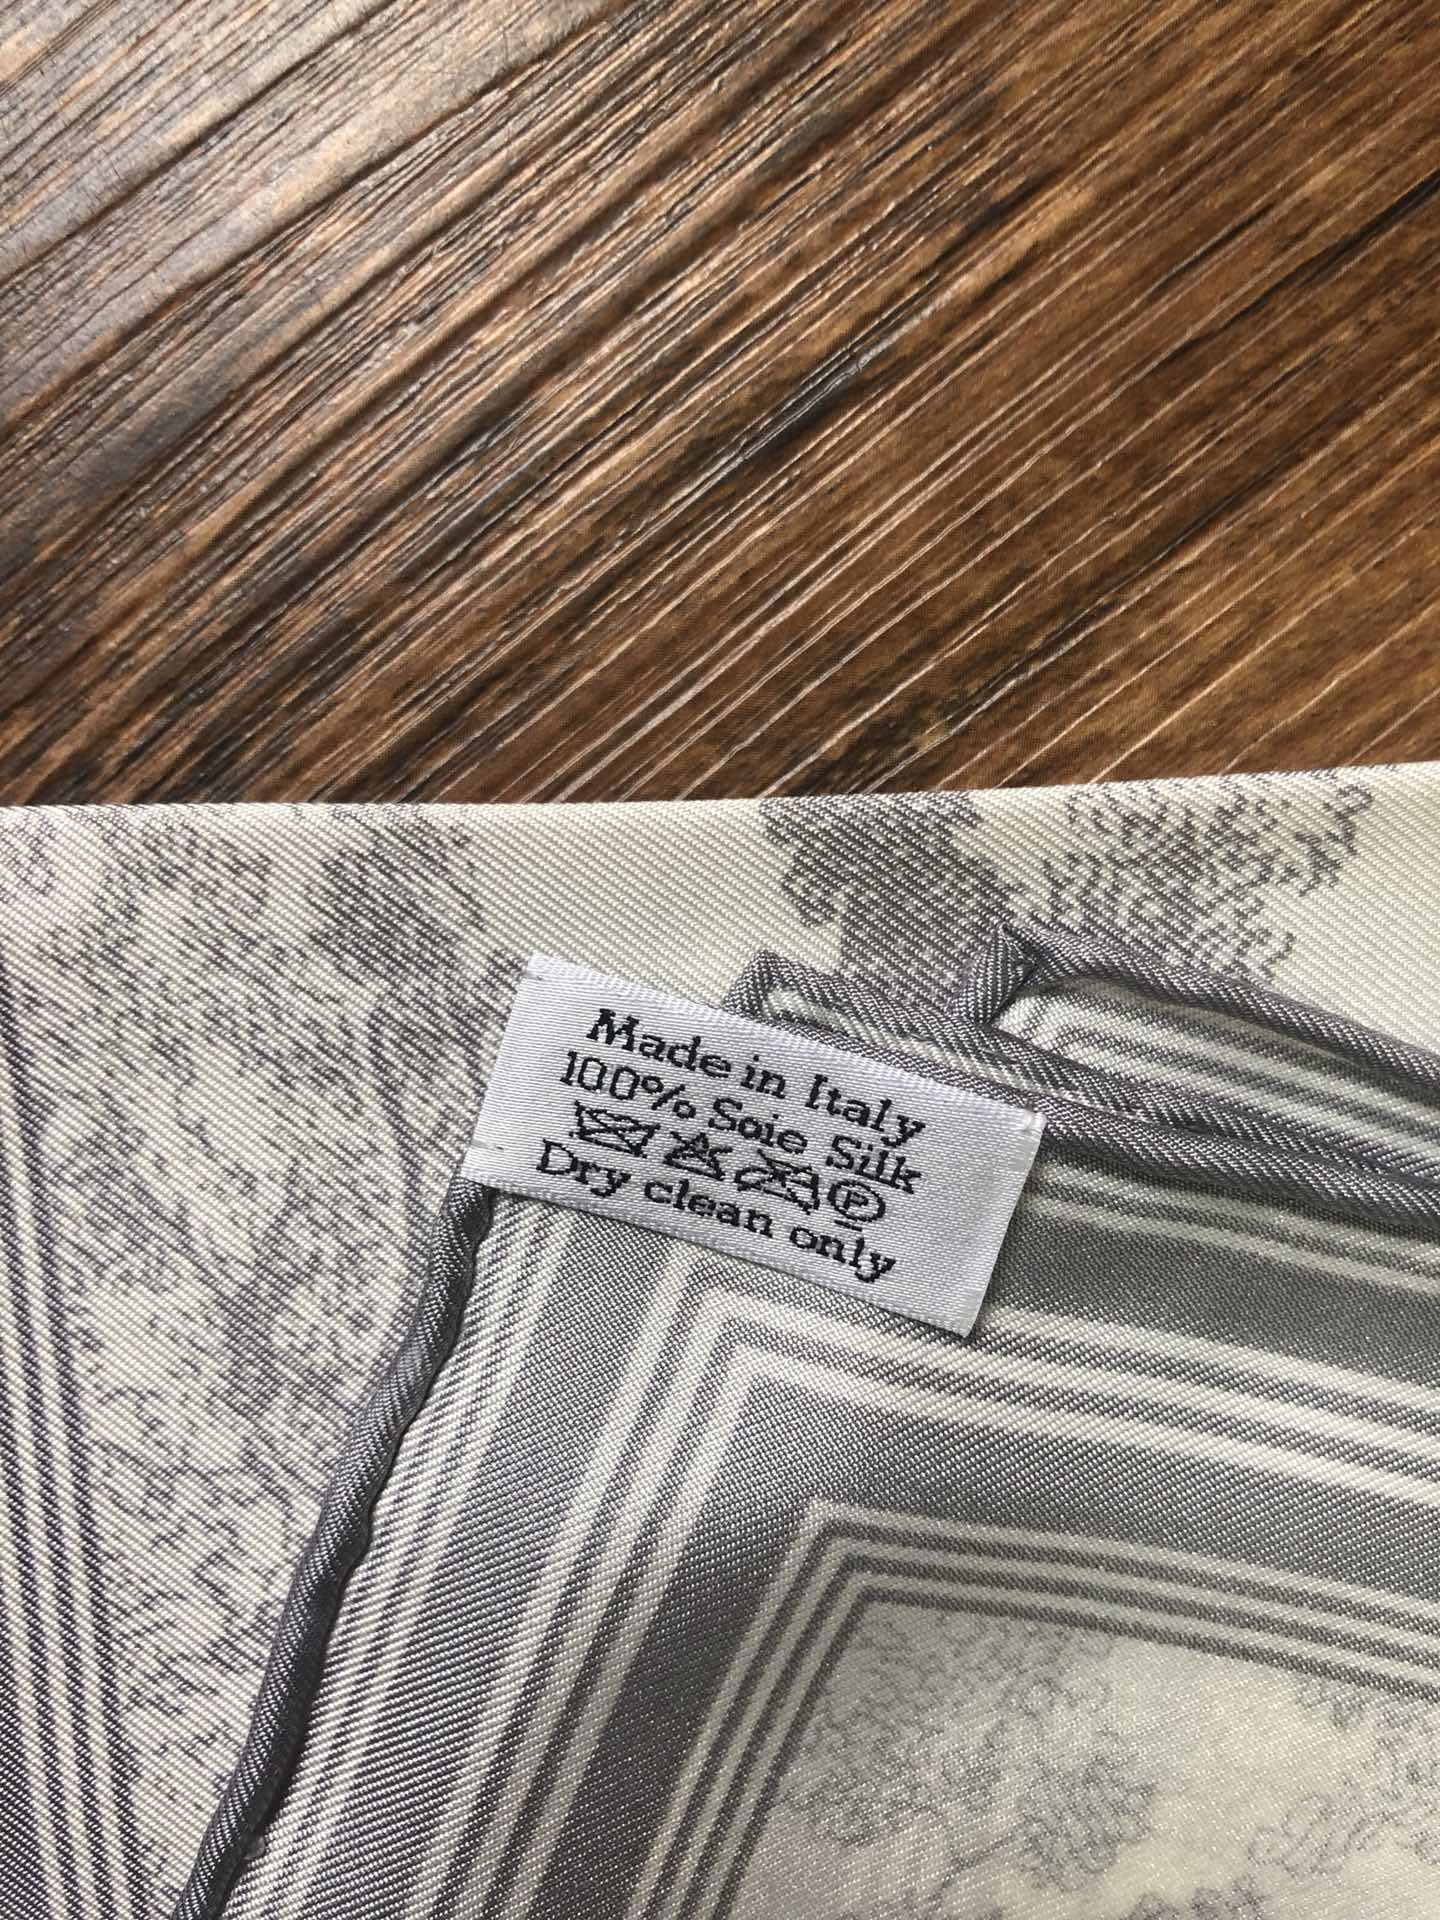 Made in Italy
100% Soie Silk
P
Dry clean only